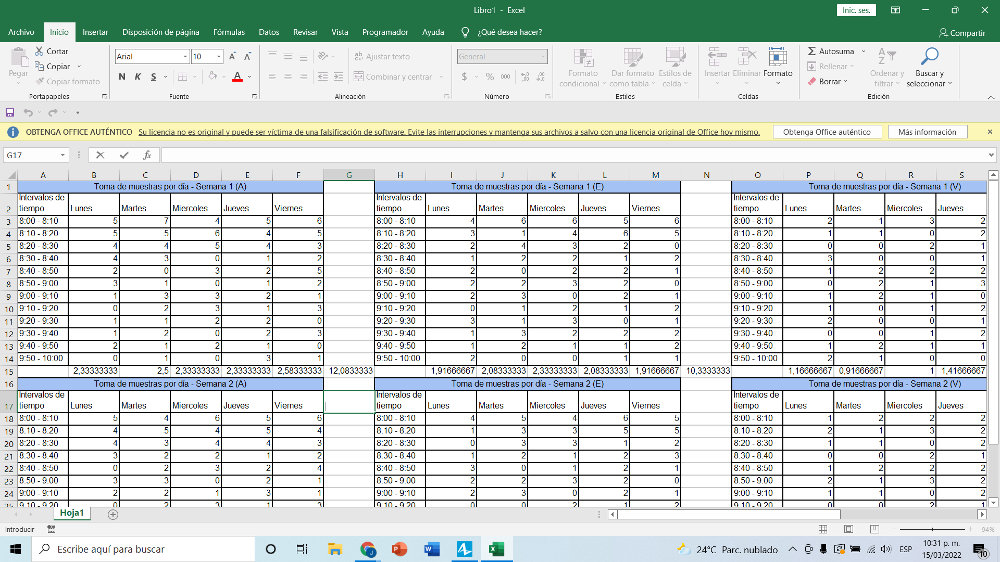 Libro1 - Excel
Inic. ses.
Archivo Inicio Insertar Disposición de página Fórmulas Datos Revisar Vista Programador Ayuda ¿Qué desea hacer? Compartir
Pegar
Cortar
Copiar
Copiar formato
Portapapeles
Arial 10
N K S A
Fuente
Ajustar texto
Combinar y centrar
Alineación
General
$ % 000
Número
Formato condicional
Dar formato como tabla
Estilos de celda
Estilos
Insertar Eliminar Formato
Celdas
Autosuma
Rellenar
Borrar
Ordenar y filtrar
Buscar y seleccionar
Edición
OBTENGA OFFICE AUTÉNTICO Su licencia no es original y puede ser víctima de una falsificación de software. Evite las interrupciones y mantenga sus archivos a salvo con una licencia original de Office hoy mismo. Obtenga Office auténtico Más información
G17 fx
A B C D E F G H I J K L M N O P Q R S
1 Toma de muestras por día - Semana 1 (A) Toma de muestras por día - Semana 1 (E) Toma de muestras por día - Semana 1 (V)
2 Intervalos de tiempo Lunes Martes Miercoles Jueves Viernes Intervalos de tiempo Lunes Martes Miercoles Jueves Viernes Intervalos de tiempo Lunes Martes Miercoles Jueves
3 8:00 - 8:10 5 7 4 5 6 8:00 - 8:10 4 6 6 5 6 8:00 - 8:10 2 1 3 2
4 8:10 - 8:20 5 5 6 4 5 8:10 - 8:20 3 1 4 6 5 8:10 - 8:20 1 1 0 2
5 8:20 - 8:30 4 4 5 4 3 8:20 - 8:30 2 4 3 2 0 8:20 - 8:30 0 0 2 1
6 8:30 - 8:40 4 3 0 1 2 8:30 - 8:40 1 2 2 1 2 8:30 - 8:40 3 0 0 1
7 8:40 - 8:50 2 0 3 2 5 8:40 - 8:50 2 0 2 2 1 8:40 - 8:50 1 2 2 2
8 8:50 - 9:00 3 1 0 1 2 8:50 - 9:00 2 2 3 2 0 8:50 - 9:00 0 2 1 3
9 9:00 - 9:10 1 3 3 2 1 9:00 - 9:10 2 3 0 1 1 9:00 - 9:10 1 2 1 0
10 9:10 - 9:20 0 2 3 1 3 9:10 - 9:20 0 1 2 1 2 9:10 - 9:20 1 0 1 2
11 9:20 - 9:30 1 1 2 2 0 9:20 - 9:30 3 1 3 0 1 9:20 - 9:30 2 0 0 1
12 9:30 - 9:40 1 2 0 2 3 9:30 - 9:40 1 3 2 2 2 9:30 - 9:40 0 0 1 2
13 9:40 - 9:50 2 1 2 1 0 9:40 - 9:50 1 2 1 1 2 9:40 - 9:50 1 2 1 1
14 9:50 - 10:00 0 1 0 3 1 9:50 - 10:00 2 0 0 1 1 9:50 - 10:00 2 1 0 0
15 2,33333333 2,5 2,33333333 2,33333333 2,58333333 12,0833333 1,91666667 2,08333333 2,33333333 2,08333333 1,91666667 10,3333333 1,16666667 0,91666667 1 1,41666667
16 Toma de muestras por día - Semana 2 (A) Toma de muestras por día - Semana 2 (E) Toma de muestras por día - Semana 2 (V)
17 Intervalos de tiempo Lunes Martes Miercoles Jueves Viernes Intervalos de tiempo Lunes Martes Miercoles Jueves Viernes Intervalos de tiempo Lunes Martes Miercoles Jueves
18 8:00 - 8:10 5 4 6 5 6 8:00 - 8:10 4 5 4 6 5 8:00 - 8:10 1 2 2 2
19 8:10 - 8:20 4 5 4 5 4 8:10 - 8:20 1 3 3 5 5 8:10 - 8:20 2 1 3 2
20 8:20 - 8:30 4 3 4 4 3 8:20 - 8:30 0 3 3 1 2 8:20 - 8:30 1 1 0 2
21 8:30 - 8:40 3 2 2 1 2 8:30 - 8:40 1 2 1 2 3 8:30 - 8:40 0 0 2 1
22 8:40 - 8:50 0 2 3 2 4 8:40 - 8:50 3 0 1 2 1 8:40 - 8:50 1 2 2 2
23 8:50 - 9:00 3 3 0 2 1 8:50 - 9:00 2 2 3 2 0 8:50 - 9:00 2 1 3 2
24 9:00 - 9:10 2 2 1 3 1 9:00 - 9:10 2 3 0 2 1 9:00 - 9:10 1 1 0 2
25 9:10 - 9:20 0 2 3 1 3 9:10 - 9:20 0 0 2 1 2 9:10 - 9:20 0 0 2 1
Hoja1
Introducir 94%
Escribe aquí para buscar 24°C Parc. nublado ESP 10:31 p. m.
15/03/2022 10